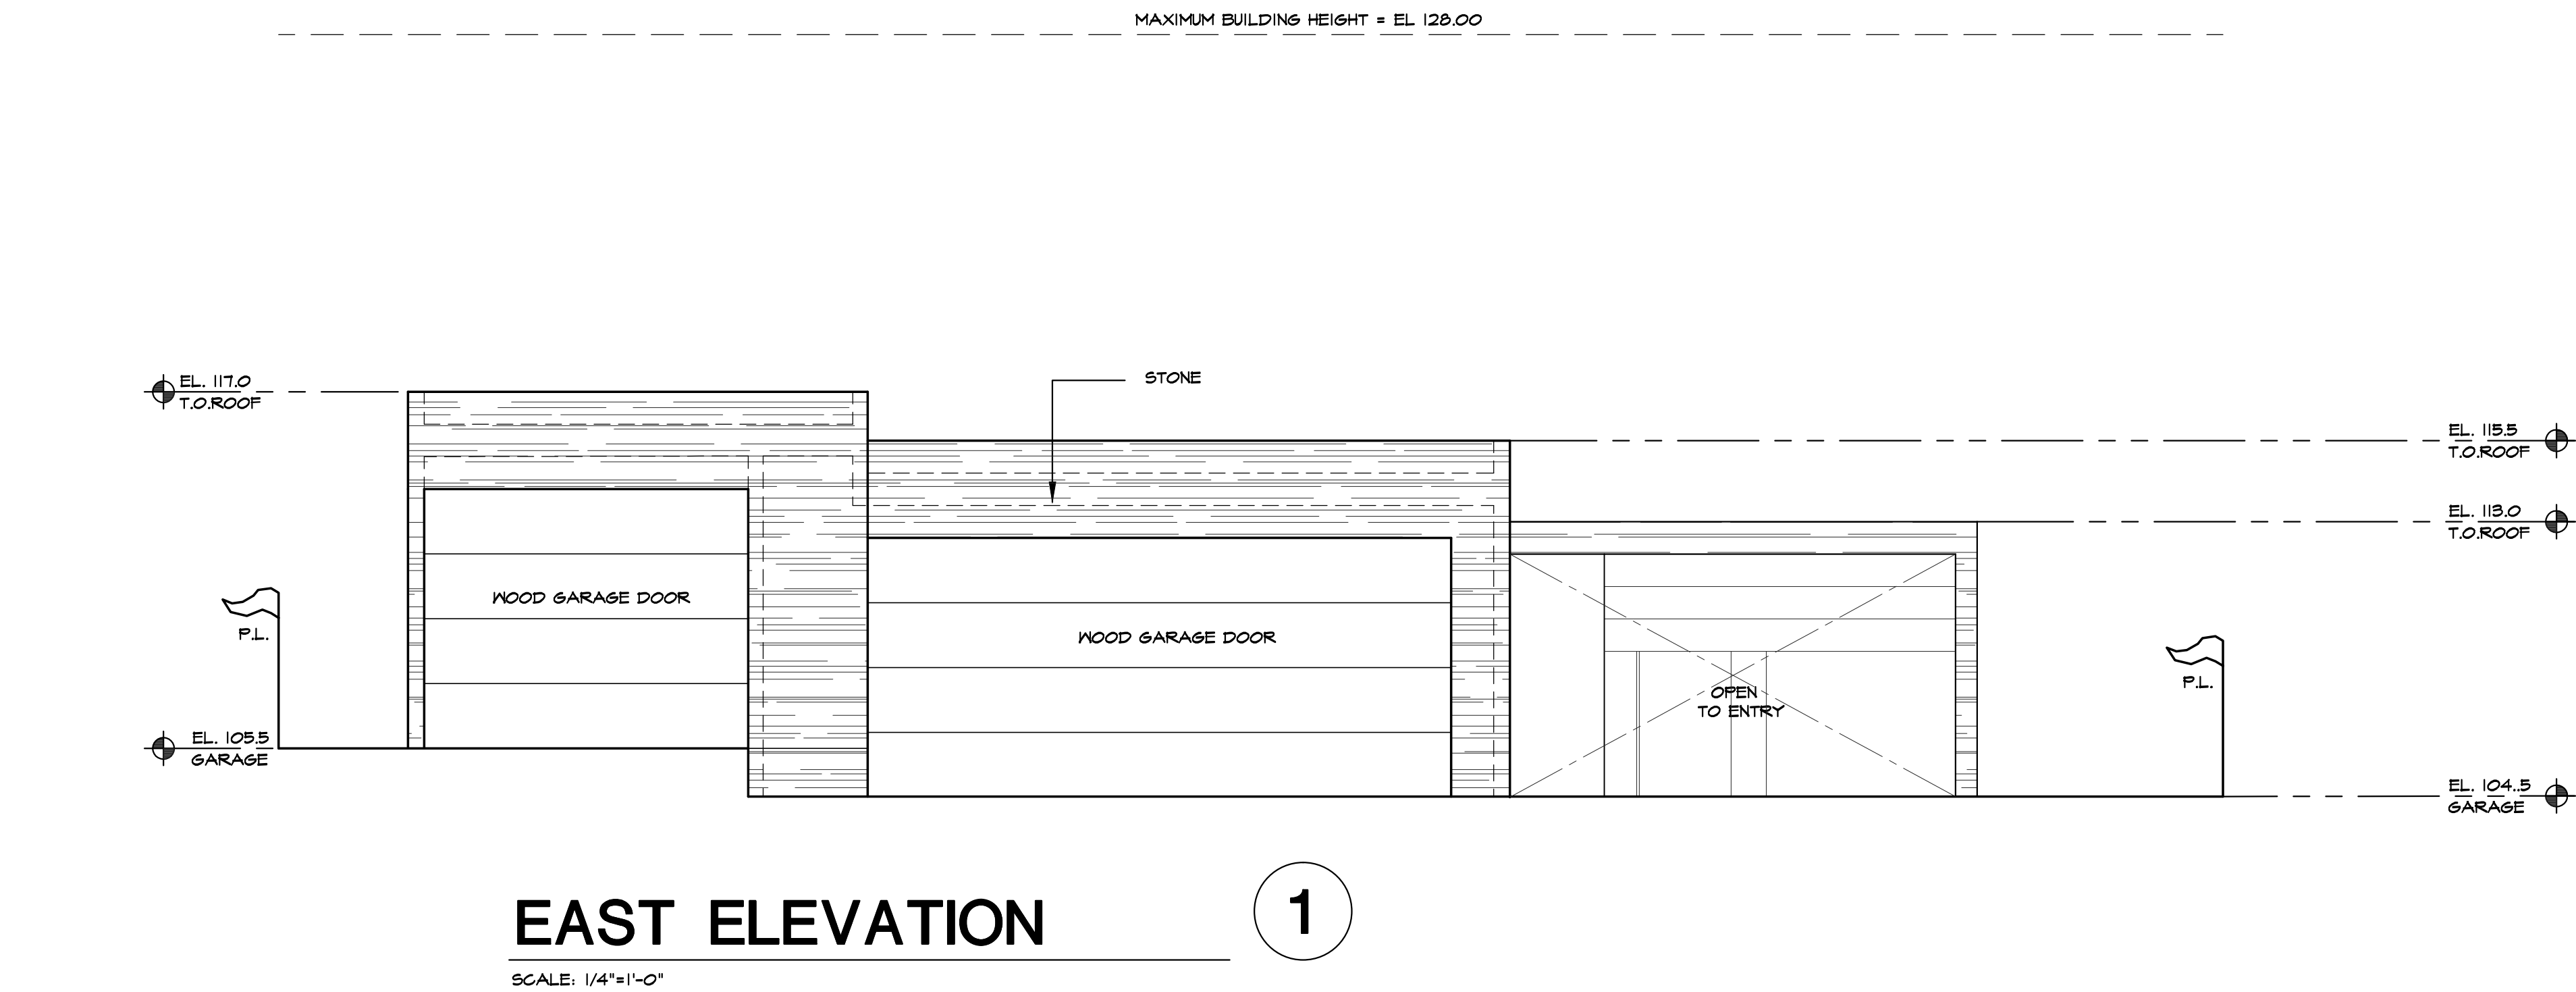 MAXIMUM BUILDING HEIGHT = EL 128.00
EL. 117.0
T.O.ROOF
STONE
EL. 115.5
T.O.ROOF
EL. 113.0
T.O.ROOF
WOOD GARAGE DOOR
WOOD GARAGE DOOR
P.L.
P.L.
OPEN
TO ENTRY
EL. 105.5
GARAGE
EL. 104..5
GARAGE
EAST ELEVATION
1
SCALE: 1/4"=1'-0"